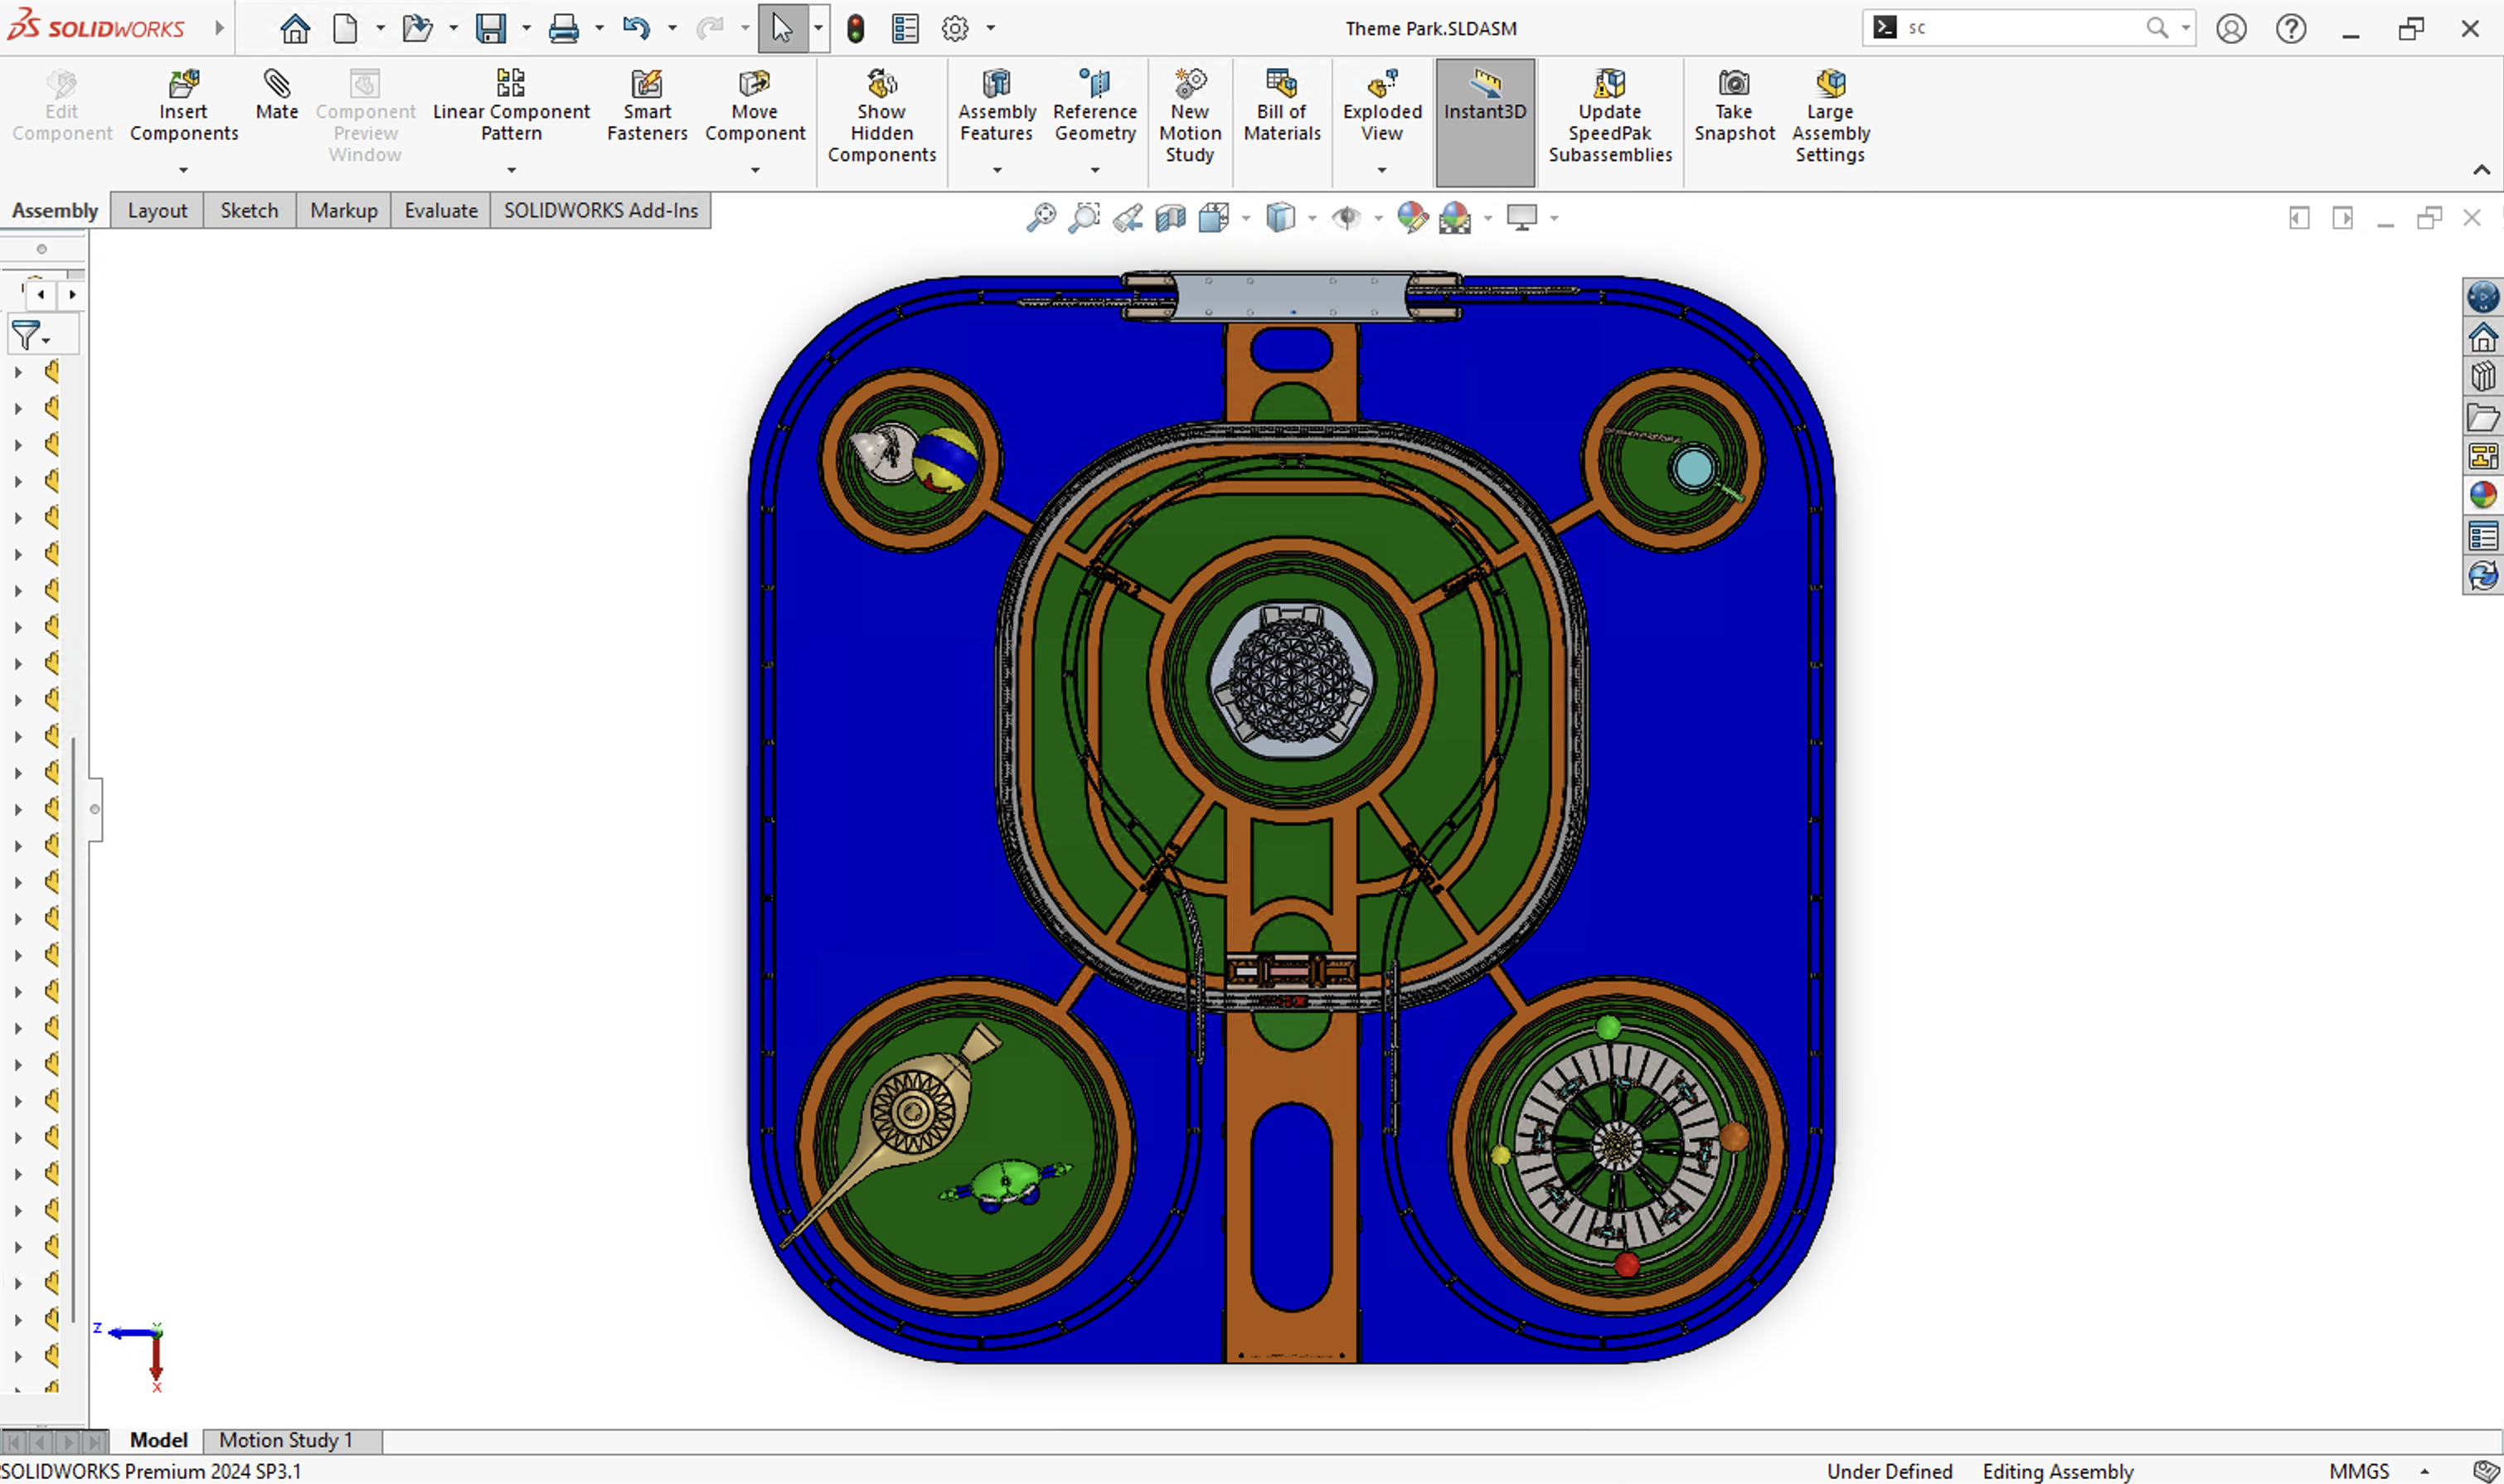 SOLIDWORKS
Theme Park.SLDASM
sc
Edit Component
Insert Components
Mate
Component Preview Window
Linear Component Pattern
Smart Fasteners
Move Component
Show Hidden Components
Assembly Features
Reference Geometry
New Motion Study
Bill of Materials
Exploded View
Instant3D
Update SpeedPak Subassemblies
Take Snapshot
Large Assembly Settings
Assembly
Layout
Sketch
Markup
Evaluate
SOLIDWORKS Add-Ins
Z
Y
X
Model
Motion Study 1
SOLIDWORKS Premium 2024 SP3.1
Under Defined
Editing Assembly
MMGS